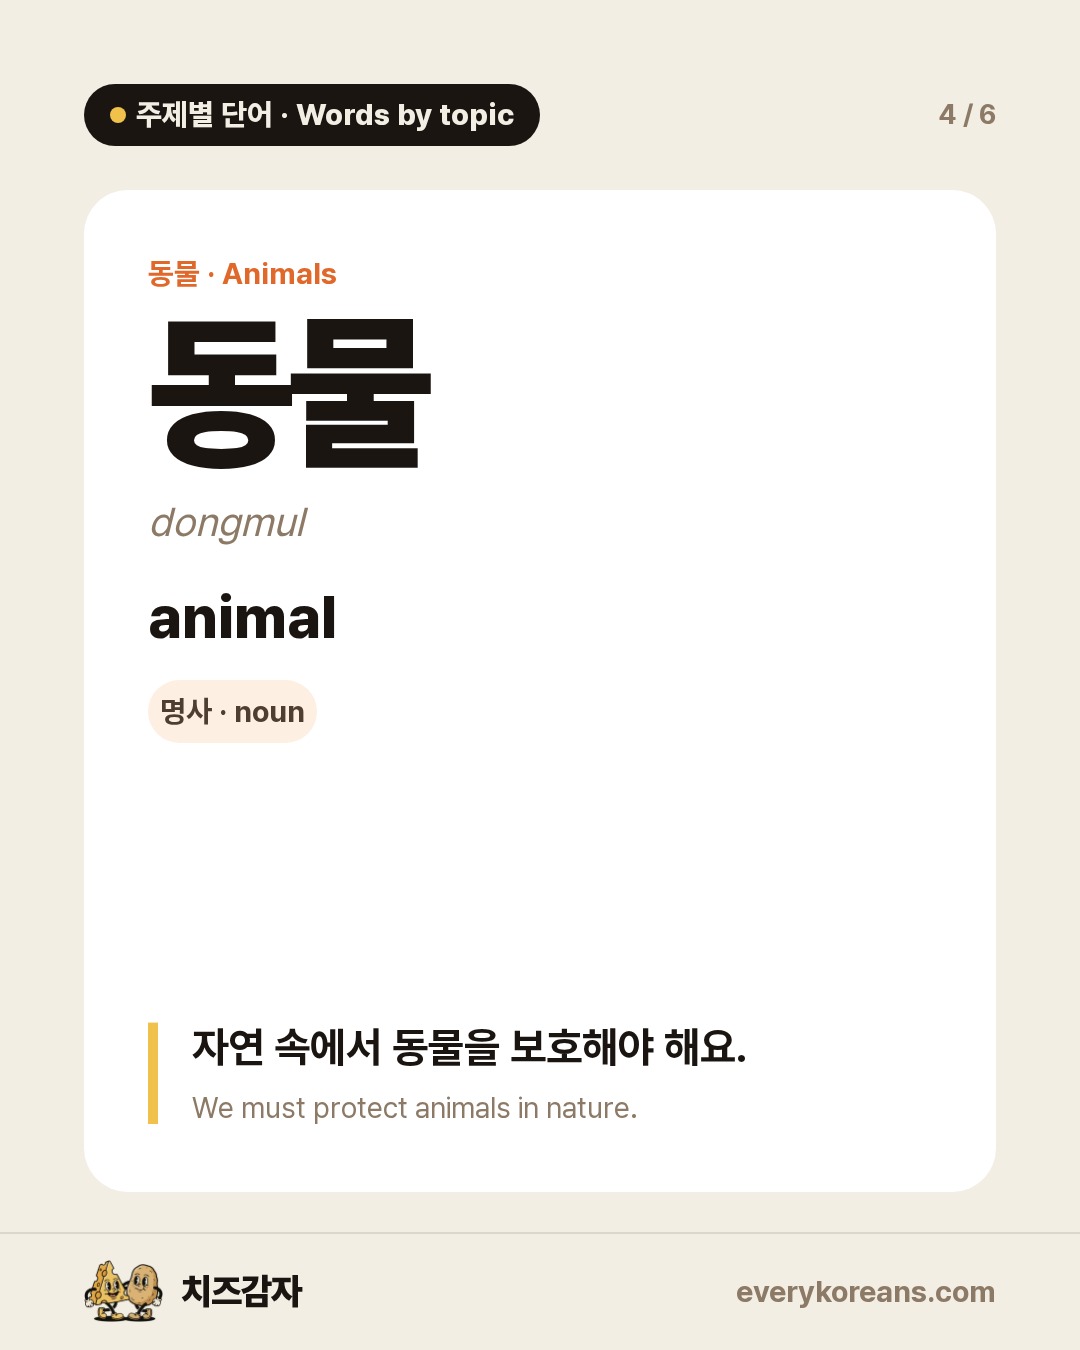 주제별 단어 · Words by topic
4 / 6
동물 · Animals
동물
dongmul
animal
명사 · noun
자연 속에서 동물을 보호해야 해요.
We must protect animals in nature.
치즈감자
everykoreans.com